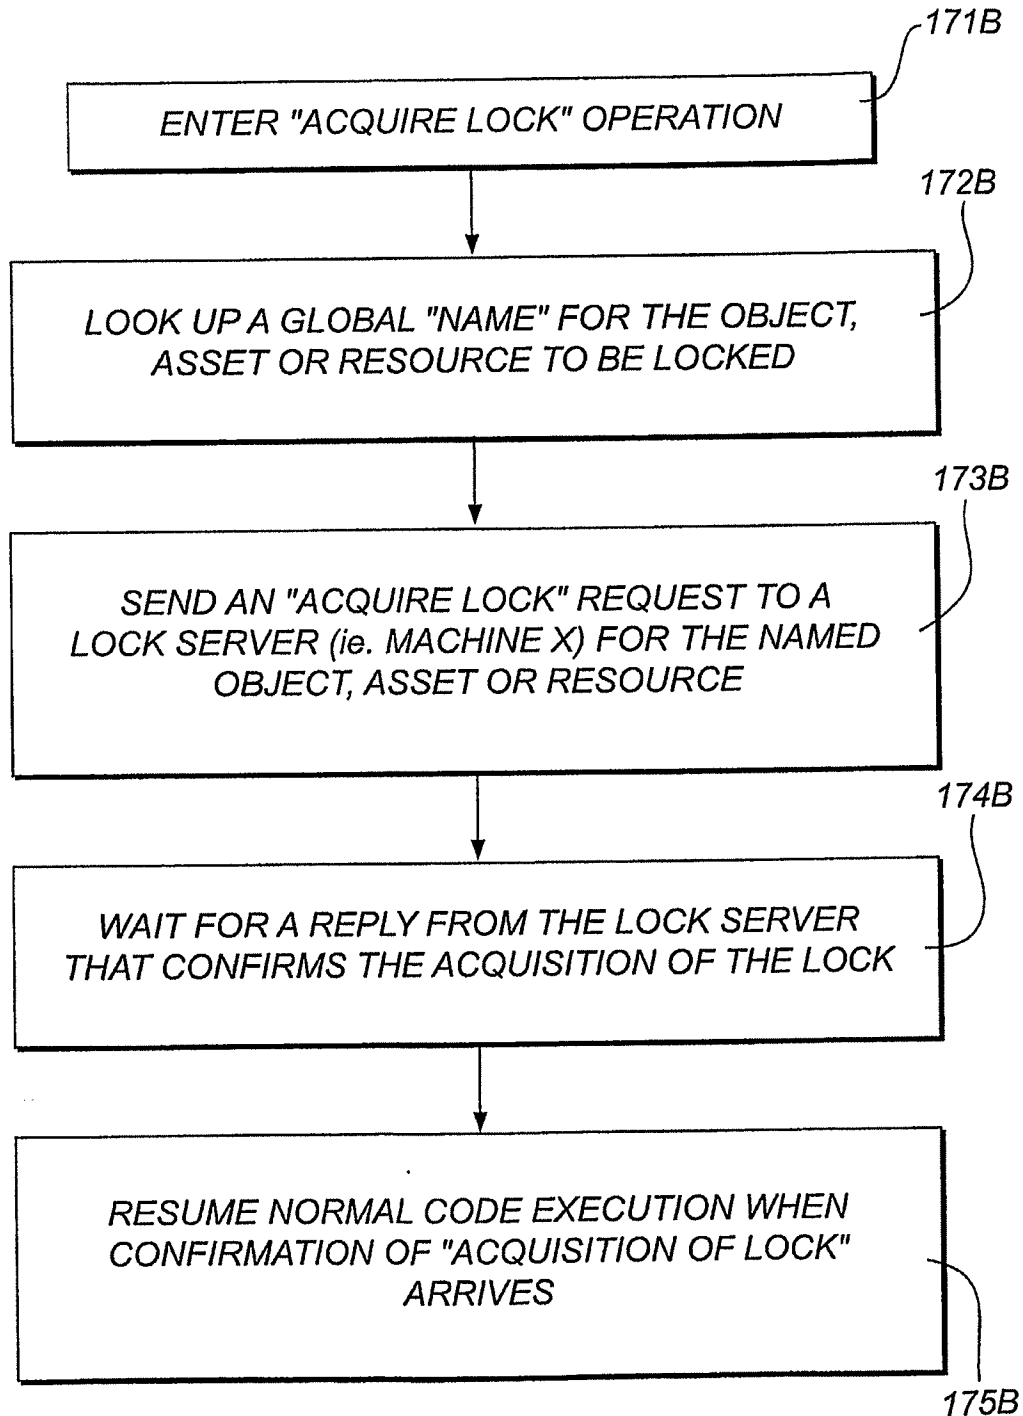 171B
ENTER "ACQUIRE LOCK" OPERATION
172B
LOOK UP A GLOBAL "NAME" FOR THE OBJECT,
ASSET OR RESOURCE TO BE LOCKED
173B
SEND AN "ACQUIRE LOCK" REQUEST TO A
LOCK SERVER (ie. MACHINE X) FOR THE NAMED
OBJECT, ASSET OR RESOURCE
174B
WAIT FOR A REPLY FROM THE LOCK SERVER
THAT CONFIRMS THE ACQUISITION OF THE LOCK
RESUME NORMAL CODE EXECUTION WHEN
CONFIRMATION OF "ACQUISITION OF LOCK"
ARRIVES
175B